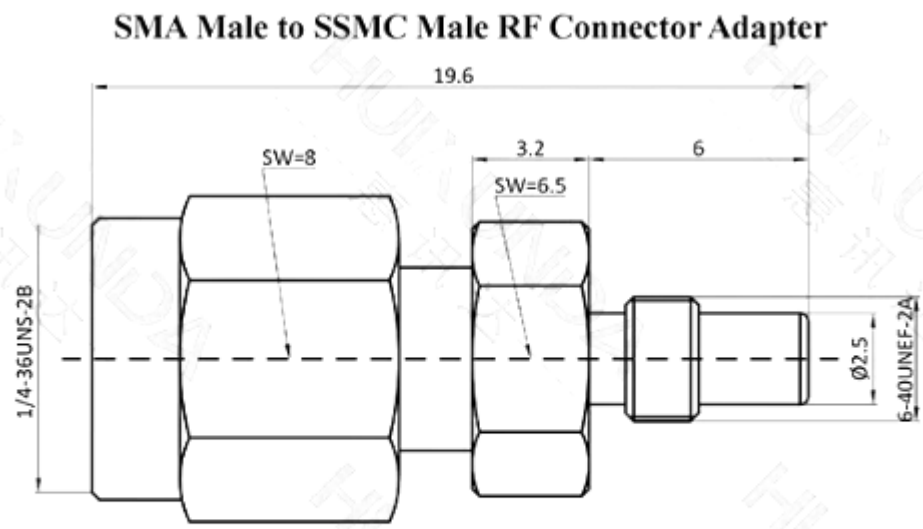 SMA Male to SSMC Male RF Connector Adapter
19.6
3.2
6
SW=8
SW=6.5
1/4-36UNS-2B
Ø2.5
6-40UNEF-2A
HUIXUNDA